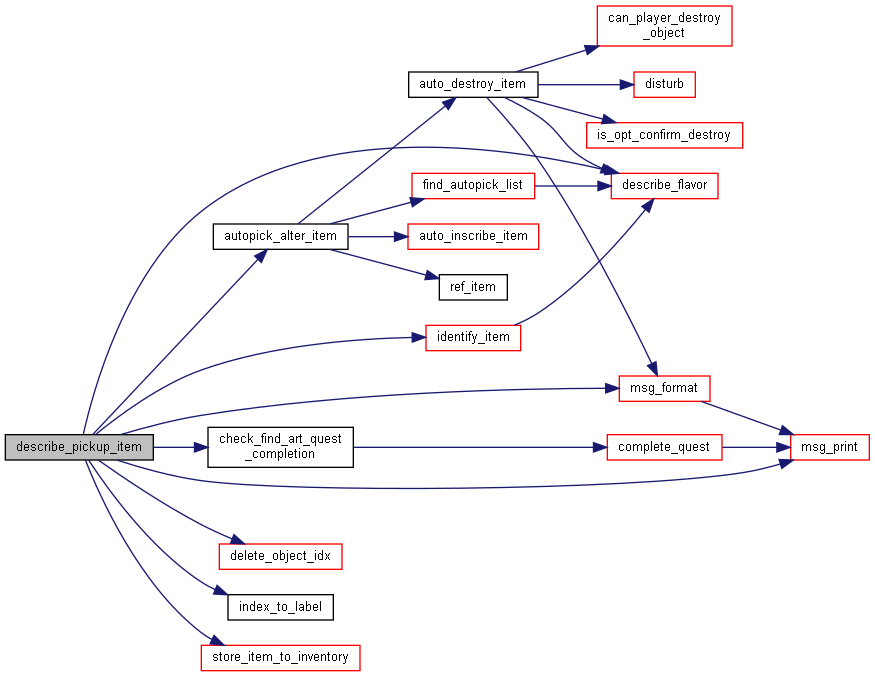 can_player_destroy
_object
auto_destroy_item
disturb
is_opt_confirm_destroy
find_autopick_list
describe_flavor
autopick_alter_item
auto_inscribe_item
ref_item
identify_item
msg_format
describe_pickup_item
check_find_art_quest
_completion
complete_quest
msg_print
delete_object_idx
index_to_label
store_item_to_inventory